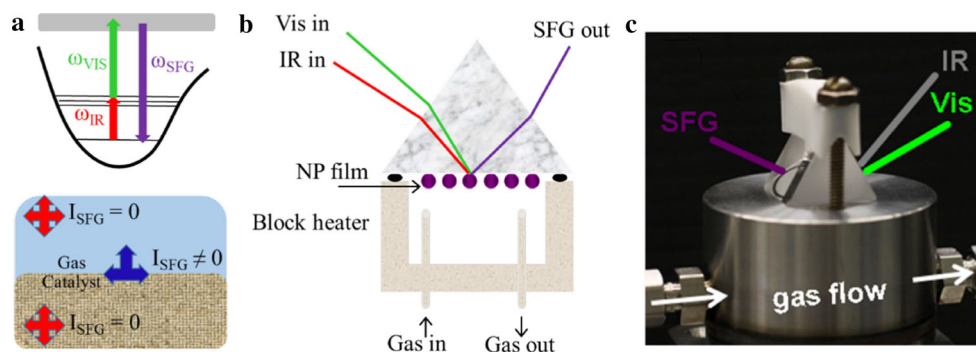 a
ωVIS
ωSFG
ωIR
ISFG = 0
Gas
Catalyst
ISFG ≠ 0
ISFG = 0
b
Vis in
IR in
SFG out
NP film
Block heater
Gas in
Gas out
c
IR
Vis
SFG
gas flow